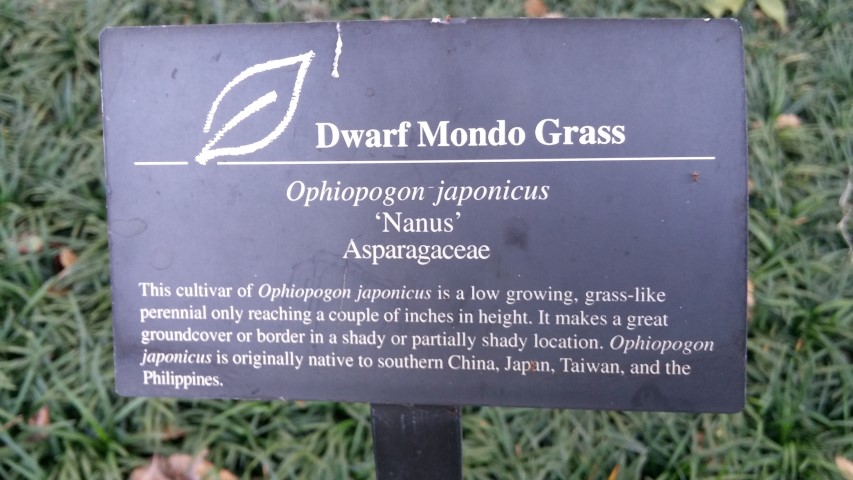 Dwarf Mondo Grass
Ophiopogon japonicus
‘Nanus’
Asparagaceae
This cultivar of Ophiopogon japonicus is a low growing, grass-like
perennial only reaching a couple of inches in height. It makes a great
groundcover or border in a shady or partially shady location. Ophiopogon
japonicus is originally native to southern China, Japan, Taiwan, and the
Philippines.